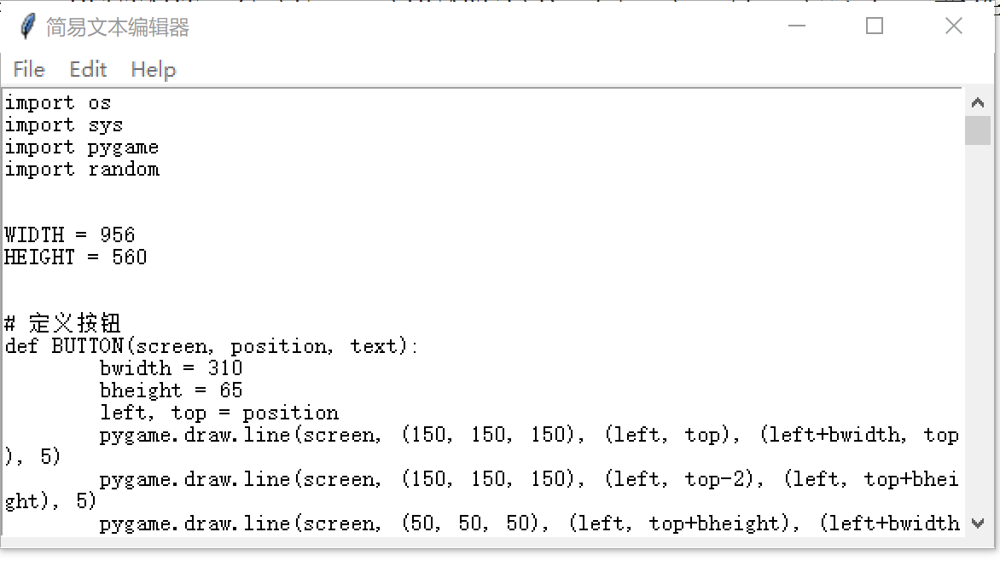 简易文本编辑器
File Edit Help
import os
import sys
import pygame
import random
WIDTH = 956
HEIGHT = 560
# 定义按钮
def BUTTON(screen, position, text):
bwidth = 310
bheight = 65
left, top = position
pygame.draw.line(screen, (150, 150, 150), (left, top), (left+bwidth, top
), 5)
pygame.draw.line(screen, (150, 150, 150), (left, top-2), (left, top+bhei
ght), 5)
pygame.draw.line(screen, (50, 50, 50), (left, top+bheight), (left+bwidth